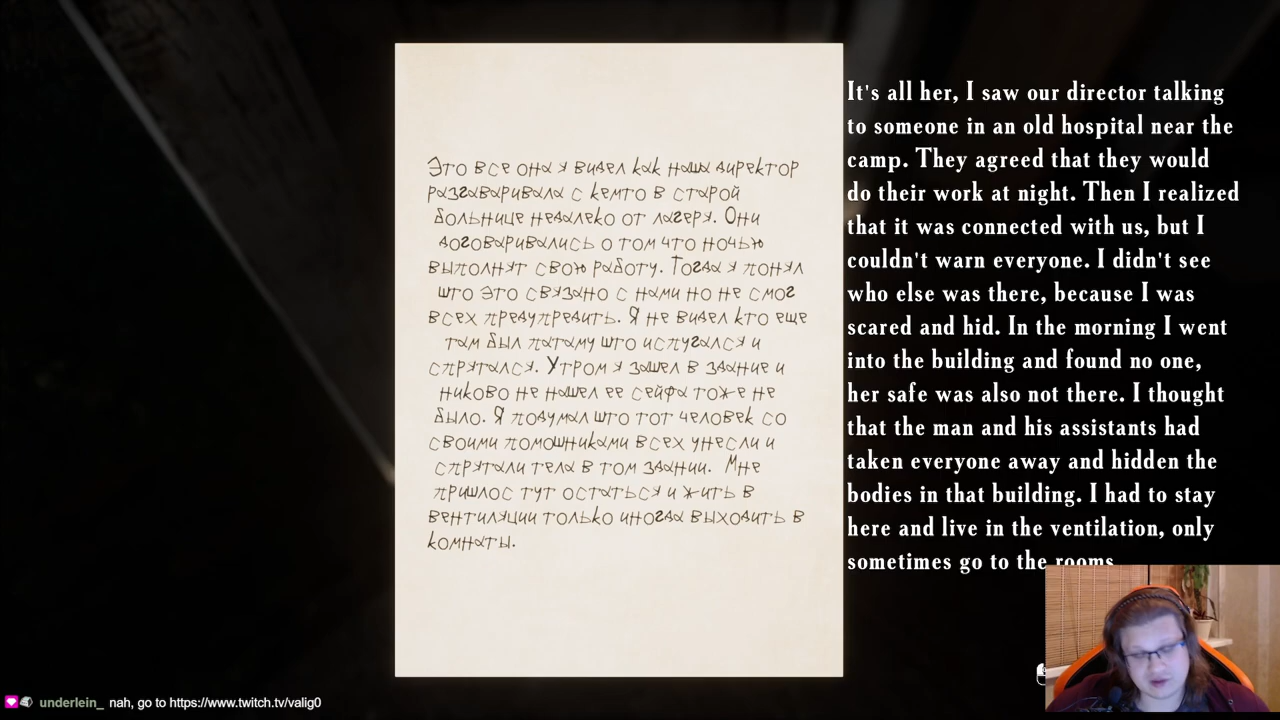 Это все она я видел как наша директор
разгаваривала с кемто в старой
больнице недалеко от лагеря. Они
договаривались о том что ночью
выполнят свою работу. Тогда я понял
што это связано с нами но не смог
всех предупредить. Я не видел кто еще
там был патаму што испугался и
спрятался. Утром я зашел в здание и
никово не нашел ее сейфа тоже не
было. Я подумал што тот человек со
своими помошниками всех унесли и
спрятали тела в том здании. Мне
пришлос тут остаться и жить в
вентиляции только иногда выходить в
комнаты.
It's all her, I saw our director talking
to someone in an old hospital near the
camp. They agreed that they would
do their work at night. Then I realized
that it was connected with us, but I
couldn't warn everyone. I didn't see
who else was there, because I was
scared and hid. In the morning I went
into the building and found no one,
her safe was also not there. I thought
that the man and his assistants had
taken everyone away and hidden the
bodies in that building. I had to stay
here and live in the ventilation, only
sometimes go to the rooms
underlein_ nah, go to https://www.twitch.tv/valig0